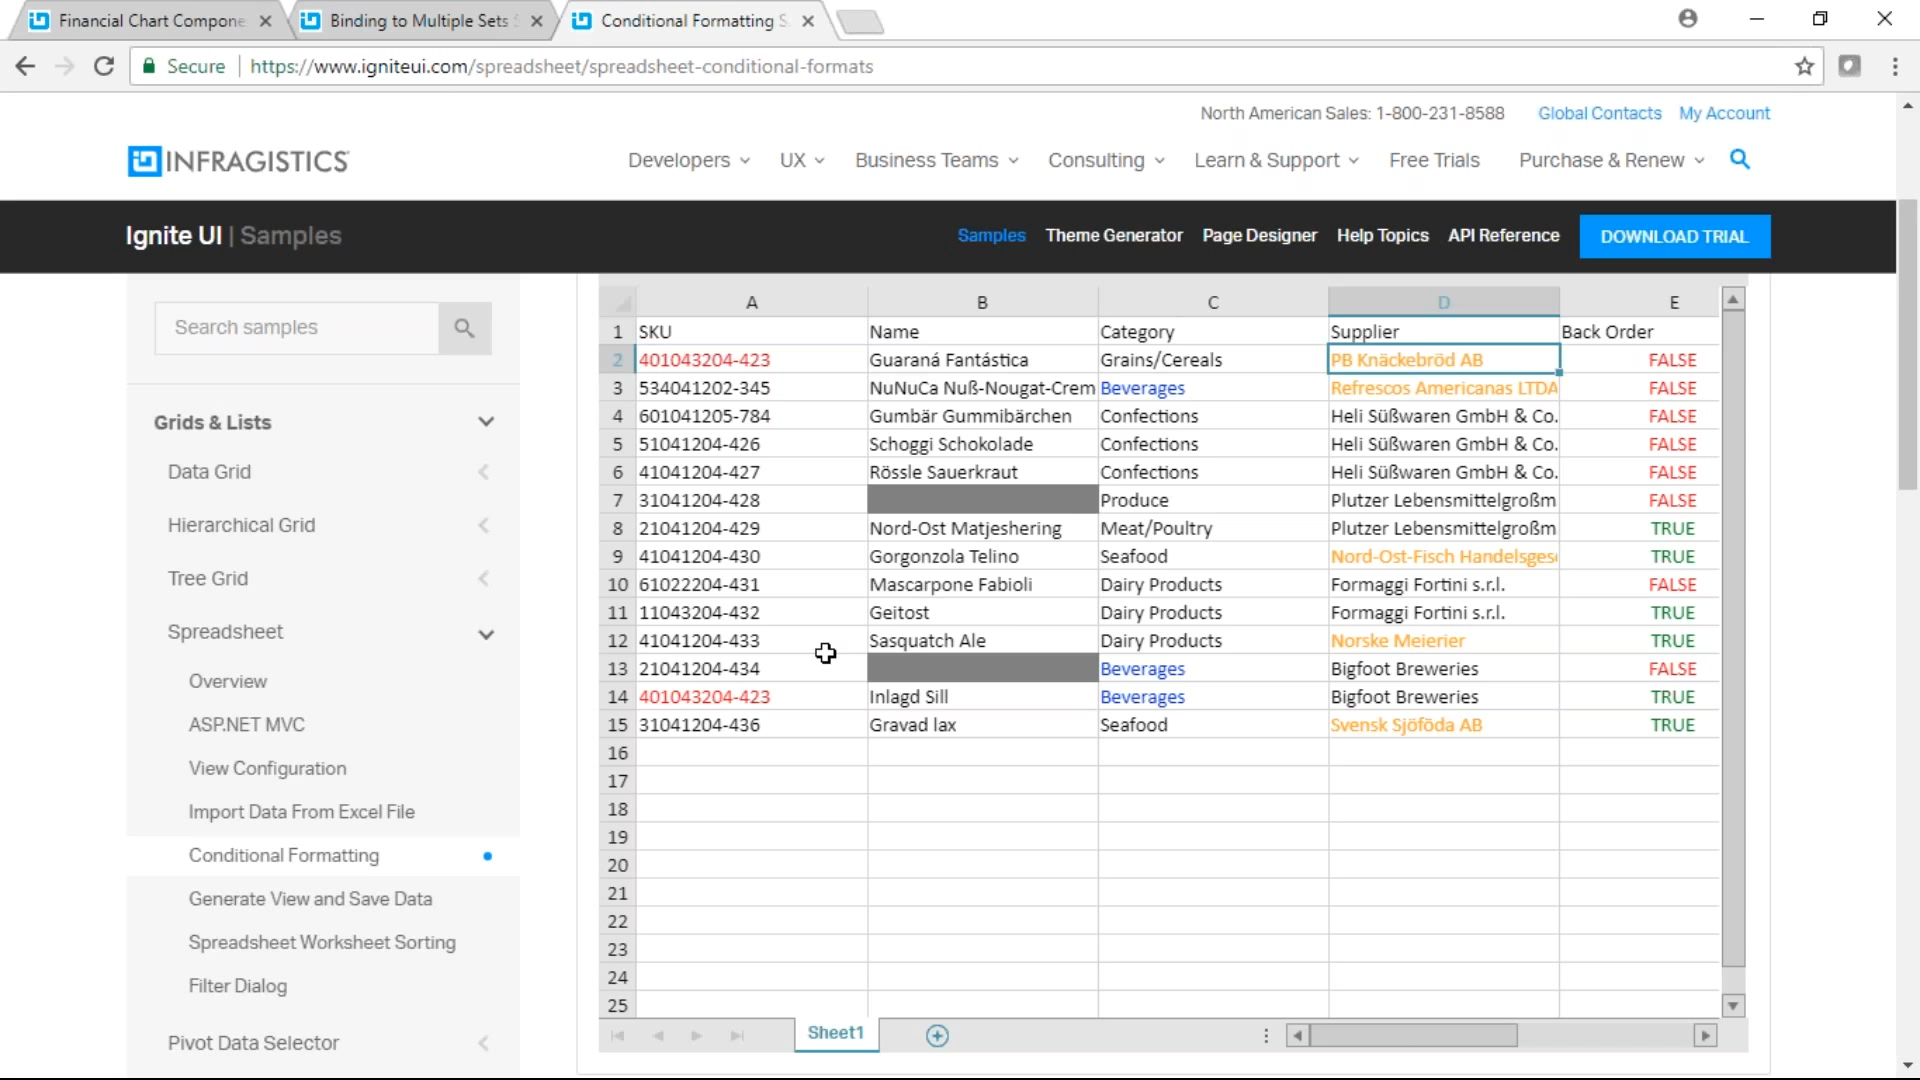 Financial Chart Compone
Binding to Multiple Sets
Conditional Formatting S
Secure
https://www.igniteui.com/spreadsheet/spreadsheet-conditional-formats
North American Sales: 1-800-231-8588 Global Contacts My Account
INFRAGISTICS
Developers UX Business Teams Consulting Learn & Support Free Trials Purchase & Renew
Ignite UI | Samples
Samples Theme Generator Page Designer Help Topics API Reference DOWNLOAD TRIAL
Search samples
Grids & Lists
Data Grid
Hierarchical Grid
Tree Grid
Spreadsheet
Overview
ASP.NET MVC
View Configuration
Import Data From Excel File
Conditional Formatting
Generate View and Save Data
Spreadsheet Worksheet Sorting
Filter Dialog
Pivot Data Selector
A B C D E
1 SKU Name Category Supplier Back Order
2 401043204-423 Guaraná Fantástica Grains/Cereals PB Knäckebröd AB FALSE
3 534041202-345 NuNuCa Nuß-Nougat-Crem Beverages Refrescos Americanas LTDA FALSE
4 601041205-784 Gumbär Gummibärchen Confections Heli Süßwaren GmbH & Co. FALSE
5 51041204-426 Schoggi Schokolade Confections Heli Süßwaren GmbH & Co. FALSE
6 41041204-427 Rössle Sauerkraut Confections Heli Süßwaren GmbH & Co. FALSE
7 31041204-428 Produce Plutzer Lebensmittelgroßm FALSE
8 21041204-429 Nord-Ost Matjeshering Meat/Poultry Plutzer Lebensmittelgroßm TRUE
9 41041204-430 Gorgonzola Telino Seafood Nord-Ost-Fisch Handelsges TRUE
10 61022204-431 Mascarpone Fabioli Dairy Products Formaggi Fortini s.r.l. FALSE
11 11043204-432 Geitost Dairy Products Formaggi Fortini s.r.l. TRUE
12 41041204-433 Sasquatch Ale Dairy Products Norske Meierier TRUE
13 21041204-434 Beverages Bigfoot Breweries FALSE
14 401043204-423 Inlagd Sill Beverages Bigfoot Breweries TRUE
15 31041204-436 Gravad lax Seafood Svensk Sjöföda AB TRUE
16
17
18
19
20
21
22
23
24
25
Sheet1